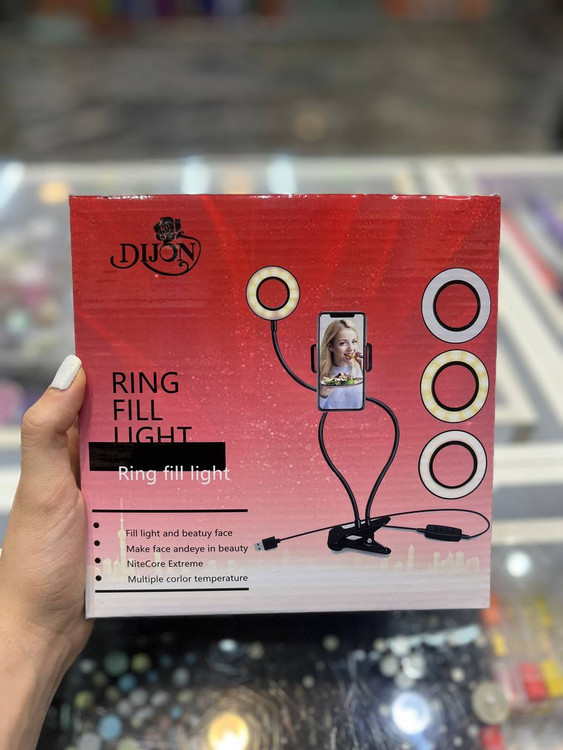 DIJON
RING
FILL
LIGHT
Ring fill light
Fill light and beatuy face
Make face andeye in beauty
NiteCore Extreme
Multiple corlor temperature